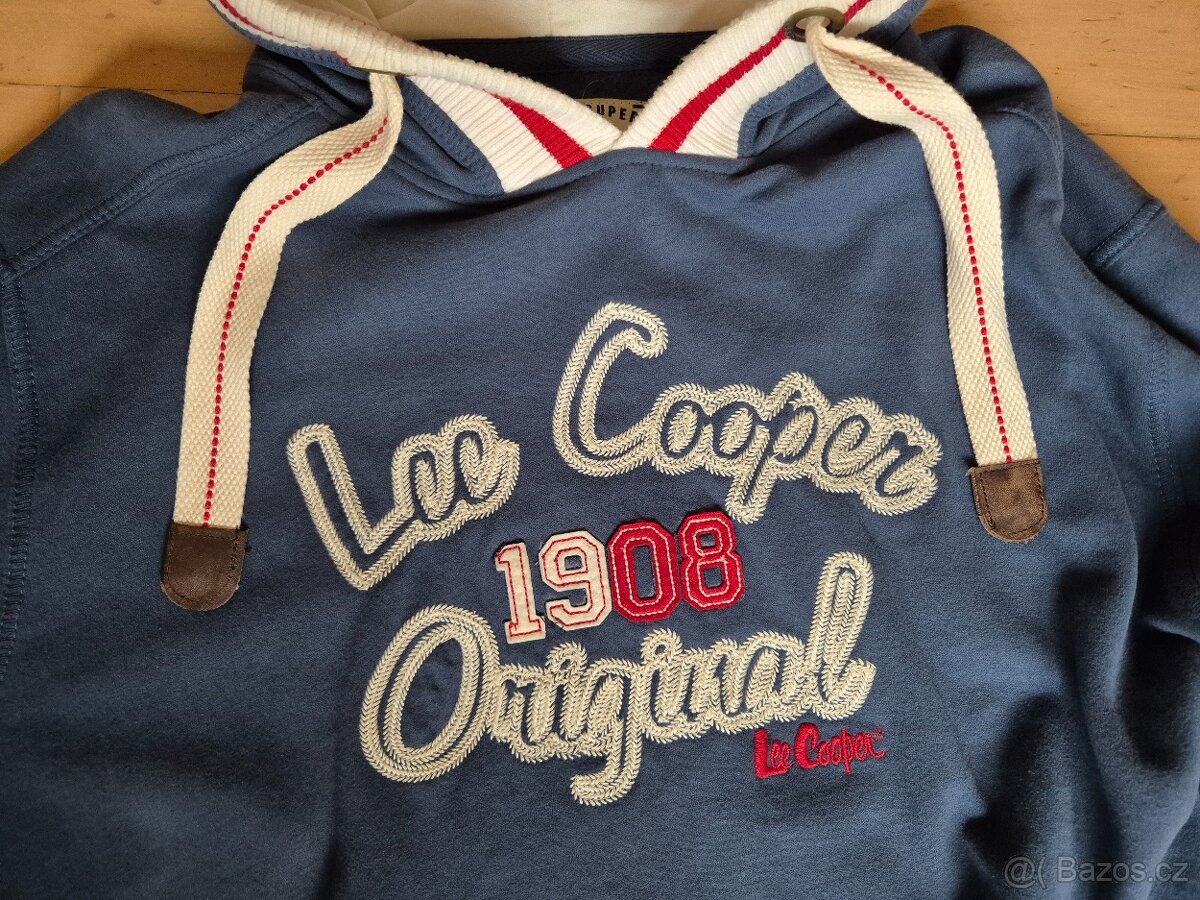 Lee Cooper
1908
Original
Lee Cooper
@( Bazos.cz